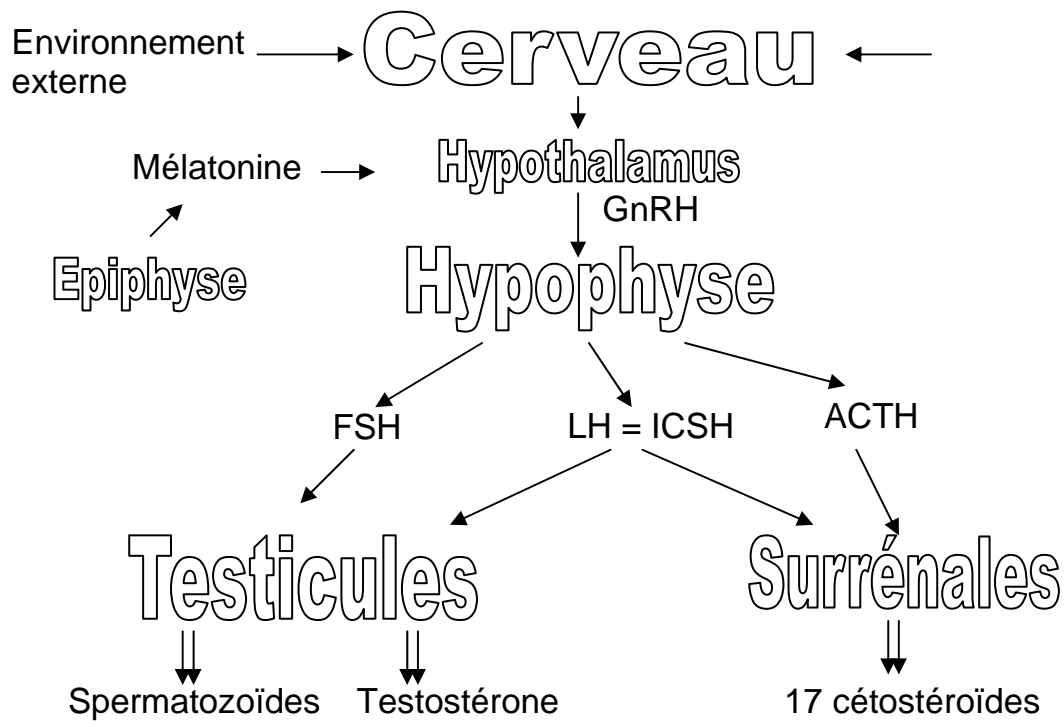 Environnement
externe
Cerveau
Mélatonine
Hypothalamus
GnRH
Epiphyse
Hypophyse
FSH
LH = ICSH
ACTH
Testicules
Surrénales
Spermatozoïdes
Testostérone
17 cétostéroïdes